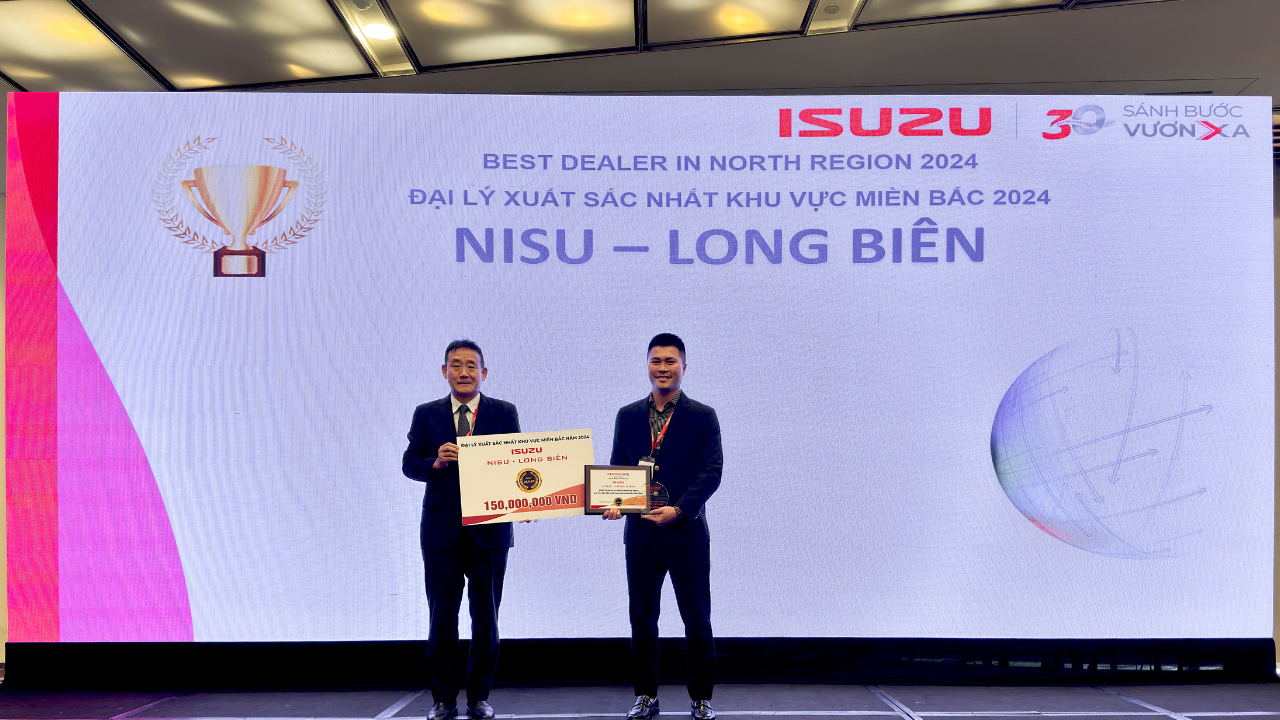 ISUZU
30
SÁNH BƯỚC
VƯƠN XA
BEST DEALER IN NORTH REGION 2024
ĐẠI LÝ XUẤT SẮC NHẤT KHU VỰC MIỀN BẮC 2024
NISU – LONG BIÊN
ĐẠI LÝ XUẤT SẮC NHẤT KHU VỰC MIỀN BẮC NĂM 2024
ISUZU
NISU - LONG BIÊN
DEALER
150,000,000 VND
CERTIFICATE